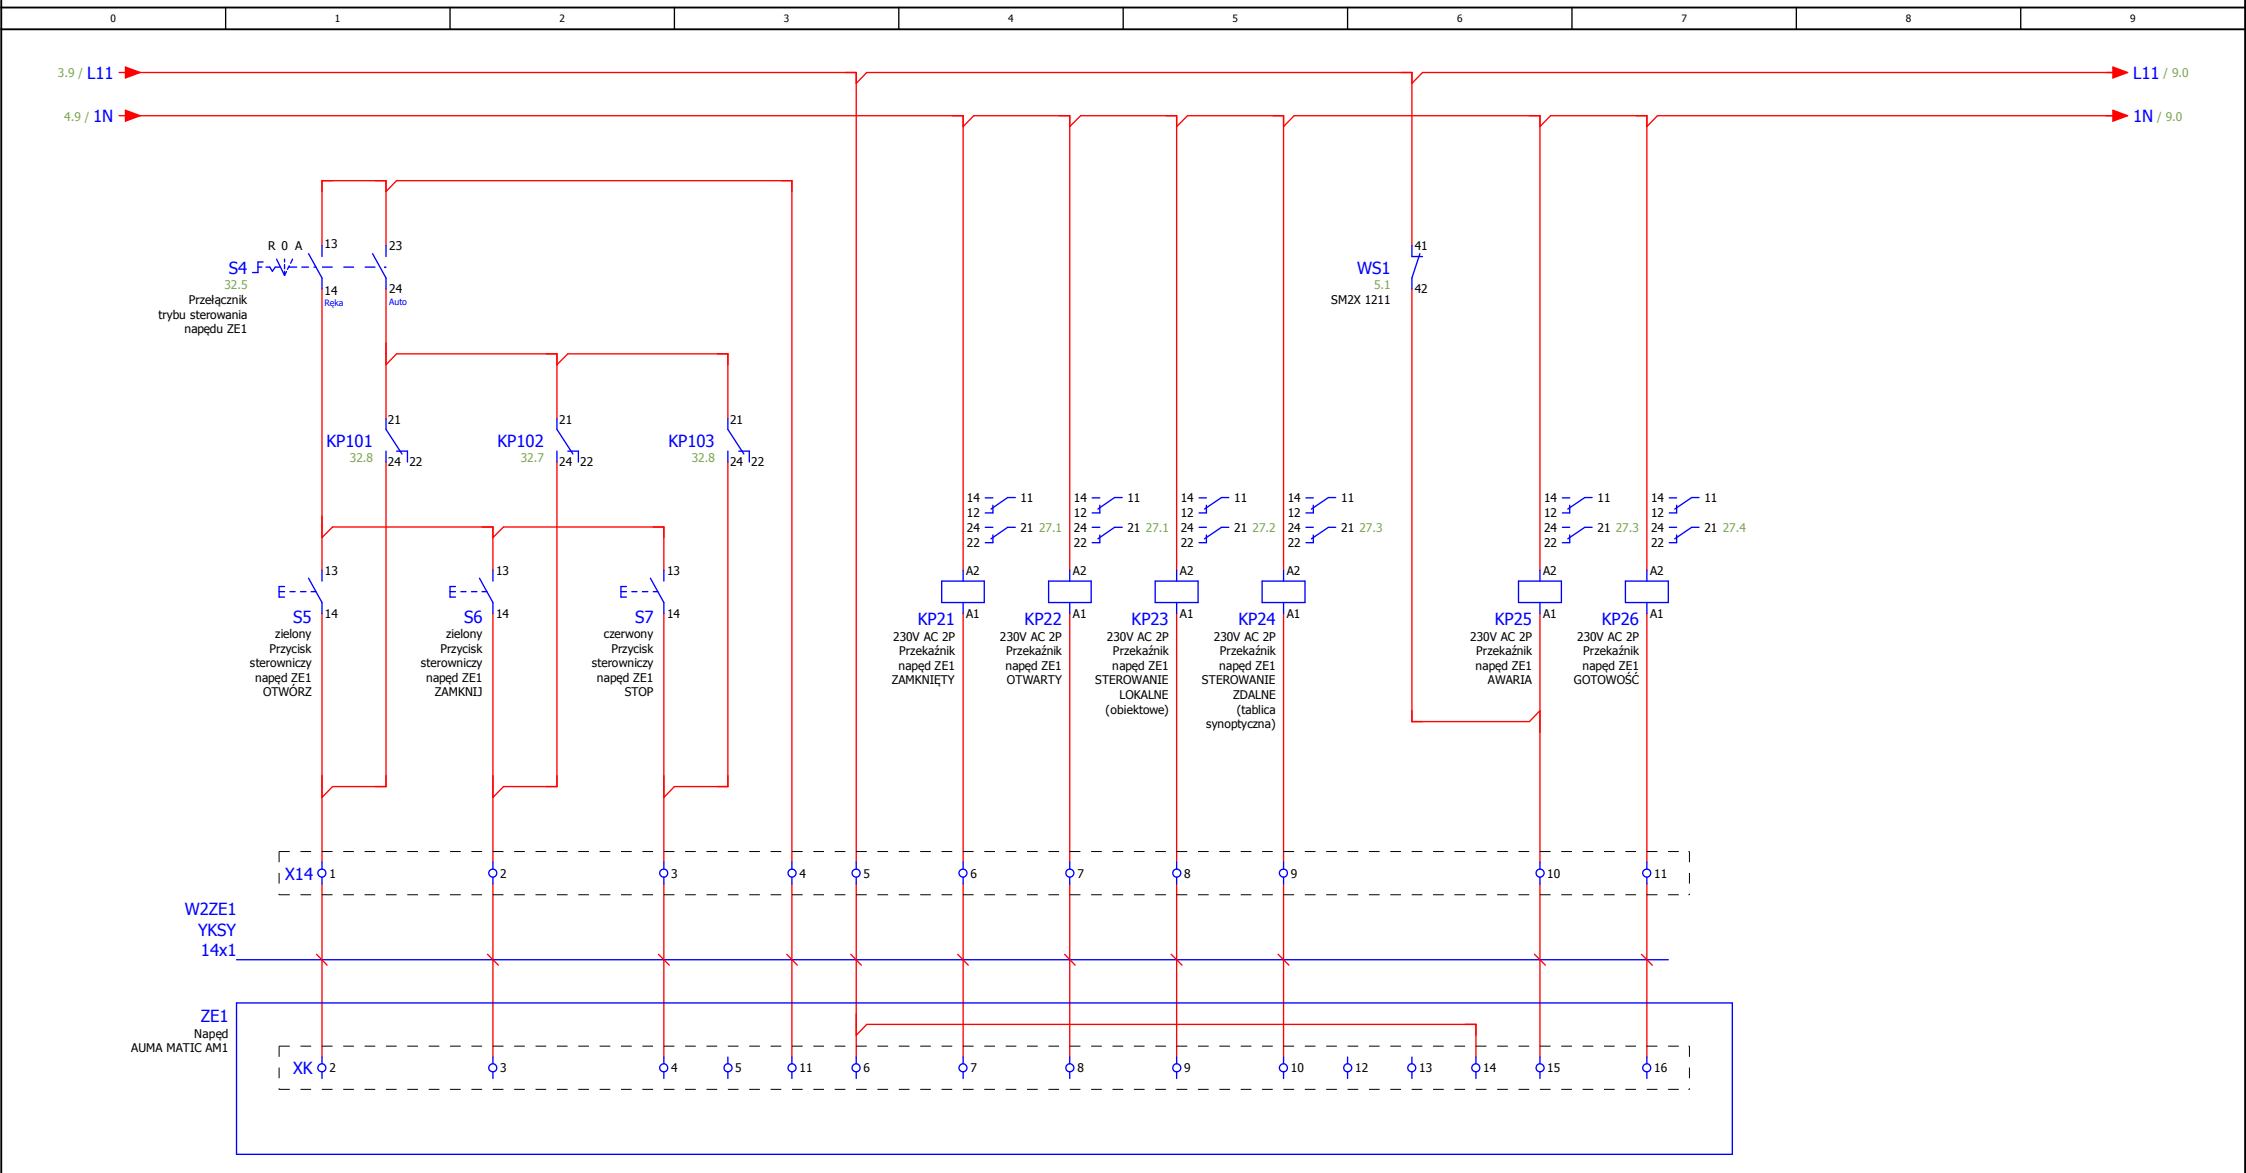 0 1 2 3 4 5 6 7 8 9
3.9 / L11
L11 / 9.0
4.9 / 1N
1N / 9.0
R 0 A
13
23
S4
32.5
14
Ręka
24
Auto
Przełącznik
trybu sterowania
napędu ZE1
41
WS1
5.1
42
SM2X 1211
21
KP101
32.8
24 22
21
KP102
32.7
24 22
21
KP103
32.8
24 22
14 11
12
24 21 27.1
22
14 11
12
24 21 27.1
22
14 11
12
24 21 27.2
22
14 11
12
24 21 27.3
22
14 11
12
24 21 27.3
22
14 11
12
24 21 27.4
22
13
E
14
S5
zielony
Przycisk
sterowniczy
napęd ZE1
OTWÓRZ
13
E
14
S6
zielony
Przycisk
sterowniczy
napęd ZE1
ZAMKNIJ
13
E
14
S7
czerwony
Przycisk
sterowniczy
napęd ZE1
STOP
A2
A1
KP21
230V AC 2P
Przekaźnik
napęd ZE1
ZAMKNIĘTY
A2
A1
KP22
230V AC 2P
Przekaźnik
napęd ZE1
OTWARTY
A2
A1
KP23
230V AC 2P
Przekaźnik
napęd ZE1
STEROWANIE
LOKALNE
(obiektowe)
A2
A1
KP24
230V AC 2P
Przekaźnik
napęd ZE1
STEROWANIE
ZDALNE
(tablica
synoptyczna)
A2
A1
KP25
230V AC 2P
Przekaźnik
napęd ZE1
AWARIA
A2
A1
KP26
230V AC 2P
Przekaźnik
napęd ZE1
GOTOWOŚĆ
X14 1 2 3 4 5 6 7 8 9 10 11
W2ZE1
YKSY
14x1
ZE1
Napęd
AUMA MATIC AM1
XK 2 3 4 5 11 6 7 8 9 10 12 13 14 15 16